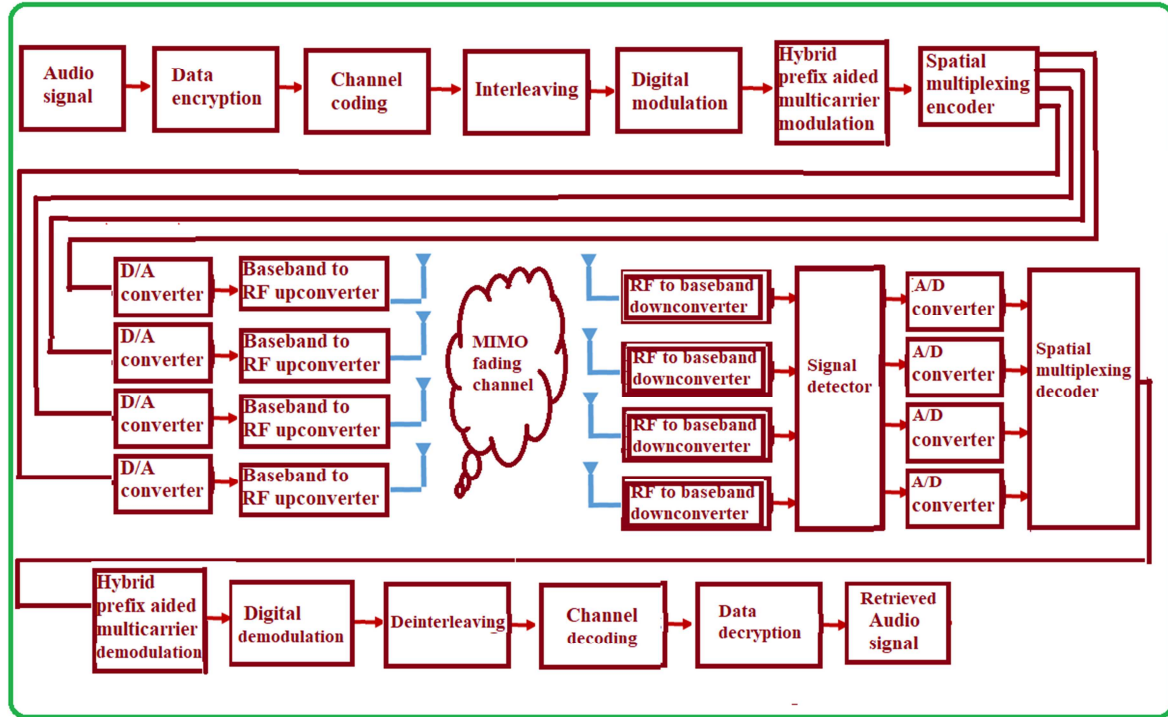 Audio
signal
Data
encryption
Channel
coding
Interleaving
Digital
modulation
Hybrid
prefix aided
multicarrier
modulation
Spatial
multiplexing
encoder
D/A
converter
Baseband to
RF upconverter
D/A
converter
Baseband to
RF upconverter
D/A
converter
Baseband to
RF upconverter
D/A
converter
Baseband to
RF upconverter
MIMO
fading
channel
RF to baseband
downconverter
RF to baseband
downconverter
RF to baseband
downconverter
RF to baseband
downconverter
Signal
detector
A/D
converter
A/D
converter
A/D
converter
A/D
converter
Spatial
multiplexing
decoder
Hybrid
prefix aided
multicarrier
demodulation
Digital
demodulation
Deinterleaving
Channel
decoding
Data
decryption
Retrieved
Audio
signal